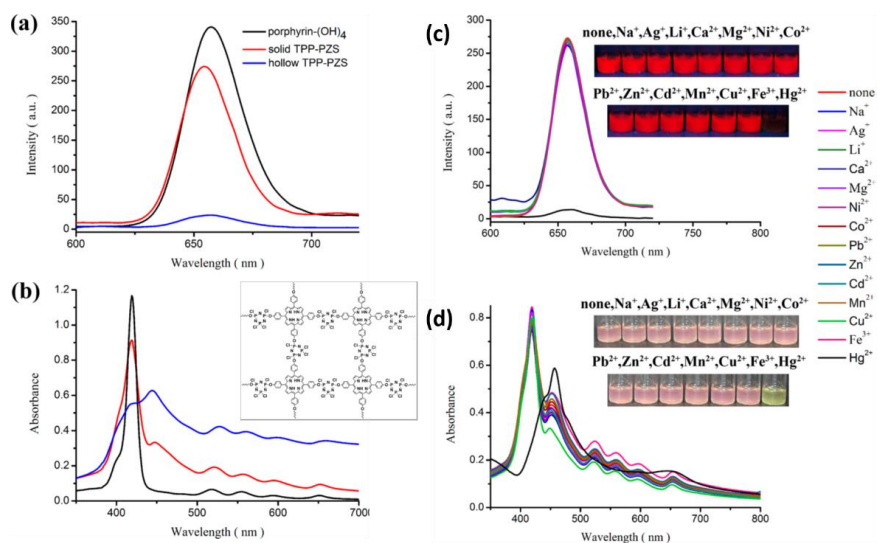 (a)
350
300
250
200
150
100
50
0
600
650
700
Intensity ( a.u. )
Wavelength ( nm )
porphyrin-(OH)4
solid TPP-PZS
hollow TPP-PZS
(b)
1.2
1.0
0.8
0.6
0.4
0.2
0.0
400
500
600
700
Absorbance
Wavelength ( nm )
(c)
300
250
200
150
100
50
0
600
650
700
750
800
Intensity ( a.u. )
Wavelength ( nm )
none,Na⁺,Ag⁺,Li⁺,Ca²⁺,Mg²⁺,Ni²⁺,Co²⁺
Pb²⁺,Zn²⁺,Cd²⁺,Mn²⁺,Cu²⁺,Fe³⁺,Hg²⁺
(d)
0.8
0.6
0.4
0.2
0.0
400
500
600
700
800
Absorbance
Wavelength ( nm )
none,Na⁺,Ag⁺,Li⁺,Ca²⁺,Mg²⁺,Ni²⁺,Co²⁺
Pb²⁺,Zn²⁺,Cd²⁺,Mn²⁺,Cu²⁺,Fe³⁺,Hg²⁺
none
Na⁺
Ag⁺
Li⁺
Ca²⁺
Mg²⁺
Ni²⁺
Co²⁺
Pb²⁺
Zn²⁺
Cd²⁺
Mn²⁺
Cu²⁺
Fe³⁺
Hg²⁺